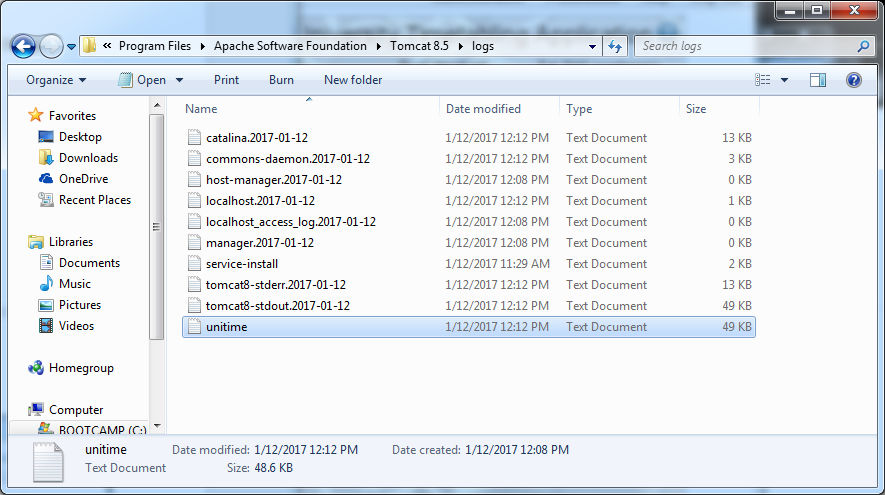 « Program Files ▸ Apache Software Foundation ▸ Tomcat 8.5 ▸ logs
Search logs
Organize Open Print Burn New folder
Favorites
Desktop
Downloads
OneDrive
Recent Places
Libraries
Documents
Music
Pictures
Videos
Homegroup
Computer
BOOTCAMP (C:)
Name Date modified Type Size
catalina.2017-01-12 1/12/2017 12:12 PM Text Document 13 KB
commons-daemon.2017-01-12 1/12/2017 12:12 PM Text Document 3 KB
host-manager.2017-01-12 1/12/2017 12:08 PM Text Document 0 KB
localhost.2017-01-12 1/12/2017 12:12 PM Text Document 1 KB
localhost_access_log.2017-01-12 1/12/2017 12:08 PM Text Document 0 KB
manager.2017-01-12 1/12/2017 12:08 PM Text Document 0 KB
service-install 1/12/2017 11:29 AM Text Document 2 KB
tomcat8-stderr.2017-01-12 1/12/2017 12:12 PM Text Document 13 KB
tomcat8-stdout.2017-01-12 1/12/2017 12:12 PM Text Document 49 KB
unitime 1/12/2017 12:12 PM Text Document 49 KB
unitime Date modified: 1/12/2017 12:12 PM Date created: 1/12/2017 12:08 PM
Text Document Size: 48.6 KB